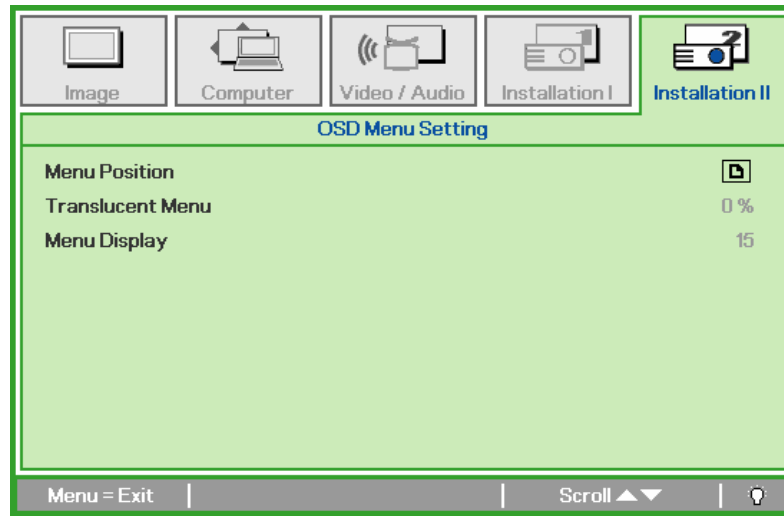 Image
Computer
Video / Audio
Installation I
Installation II
OSD Menu Setting
Menu Position
Translucent Menu
0 %
Menu Display
15
Menu = Exit
Scroll ▲▼